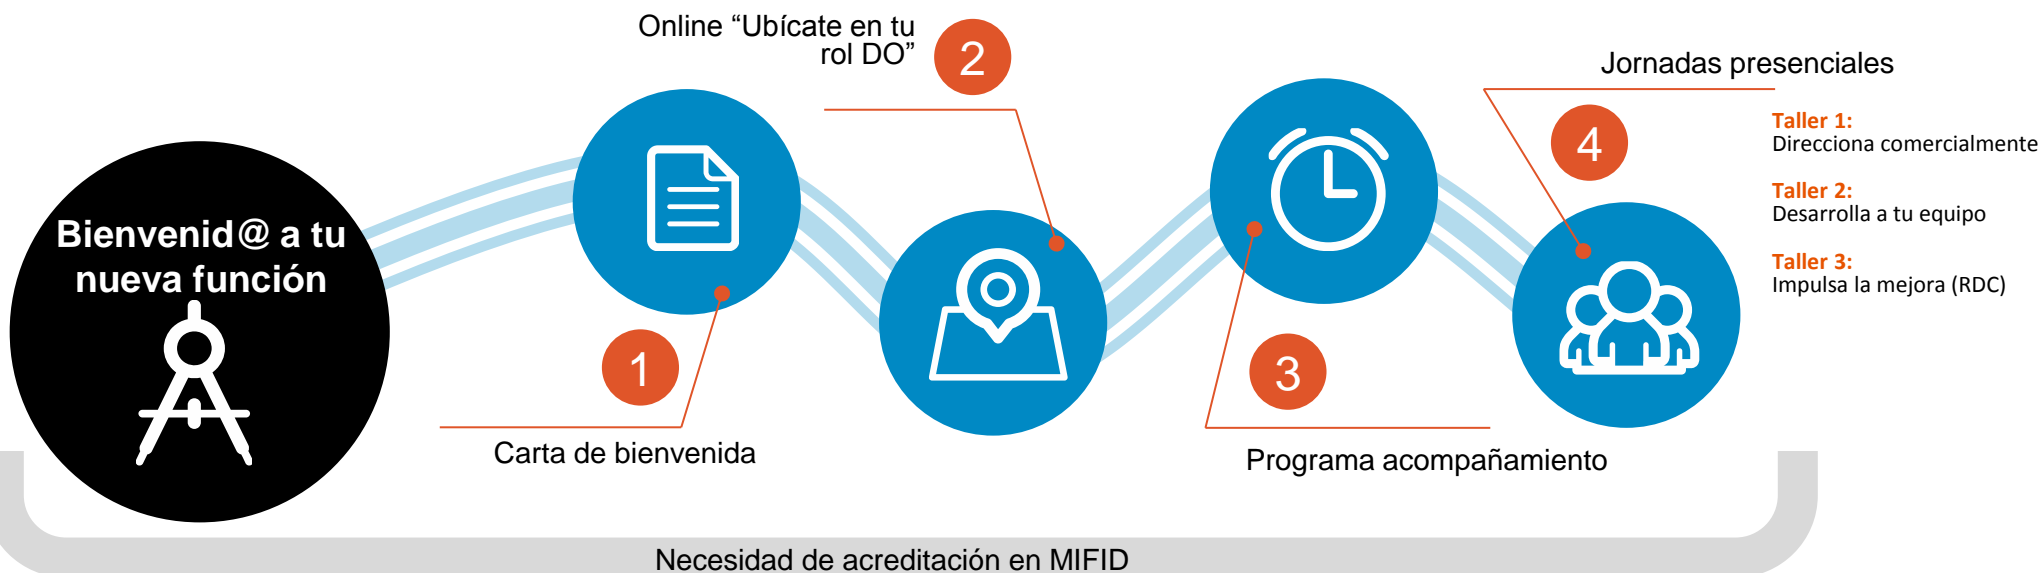 Bienvenid@ a tu
nueva función
1
Carta de bienvenida
Online “Ubícate en tu
rol DO”
2
3
Programa acompañamiento
Jornadas presenciales
4
Taller 1:
Direcciona comercialmente
Taller 2:
Desarrolla a tu equipo
Taller 3:
Impulsa la mejora (RDC)
Necesidad de acreditación en MIFID